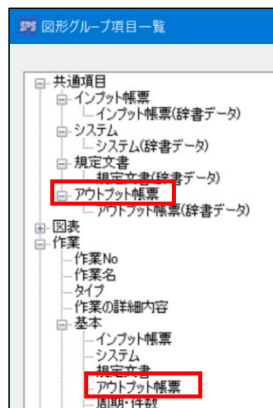 SPS 図形グループ項目一覧
共通項目
インプット帳票
インプット帳票(辞書データ)
システム
システム(辞書データ)
規定文書
規定文書(辞書データ)
アウトプット帳票
アウトプット帳票(辞書データ)
図表
作業
作業No
作業名
タイプ
作業の詳細内容
基本
インプット帳票
システム
規定文書
アウトプット帳票
周期・件数